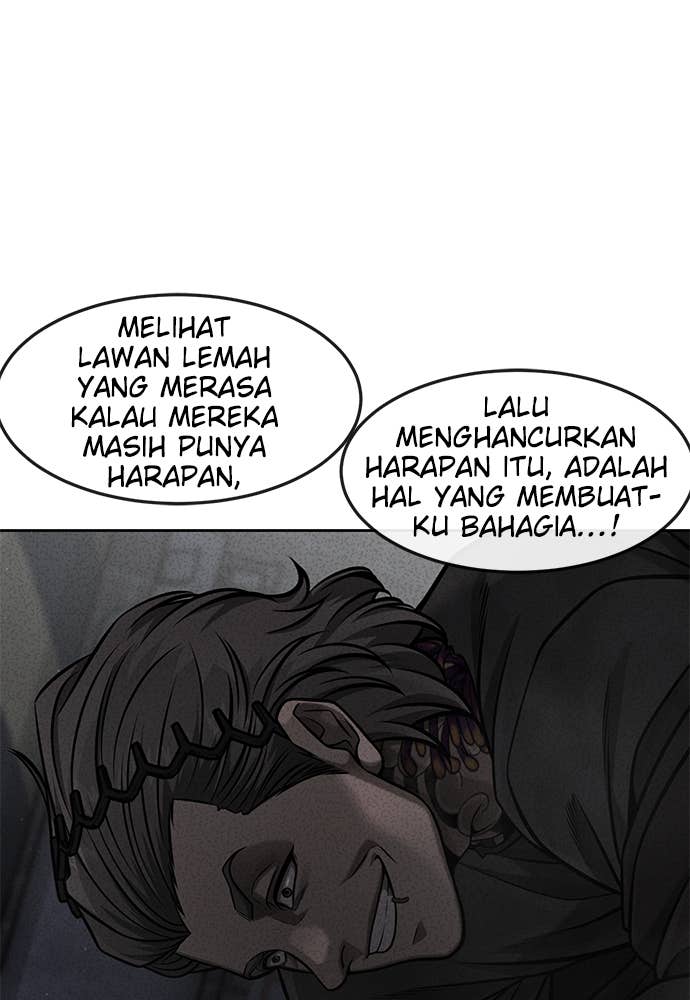 MELIHAT
LAWAN LEMAH
YANG MERASA
KALAU MEREKA
MASIH PUNYA
HARAPAN,
LALU
MENGHANCURKAN
HARAPAN ITU, ADALAH
HAL YANG MEMBUAT-
KU BAHAGIA...!